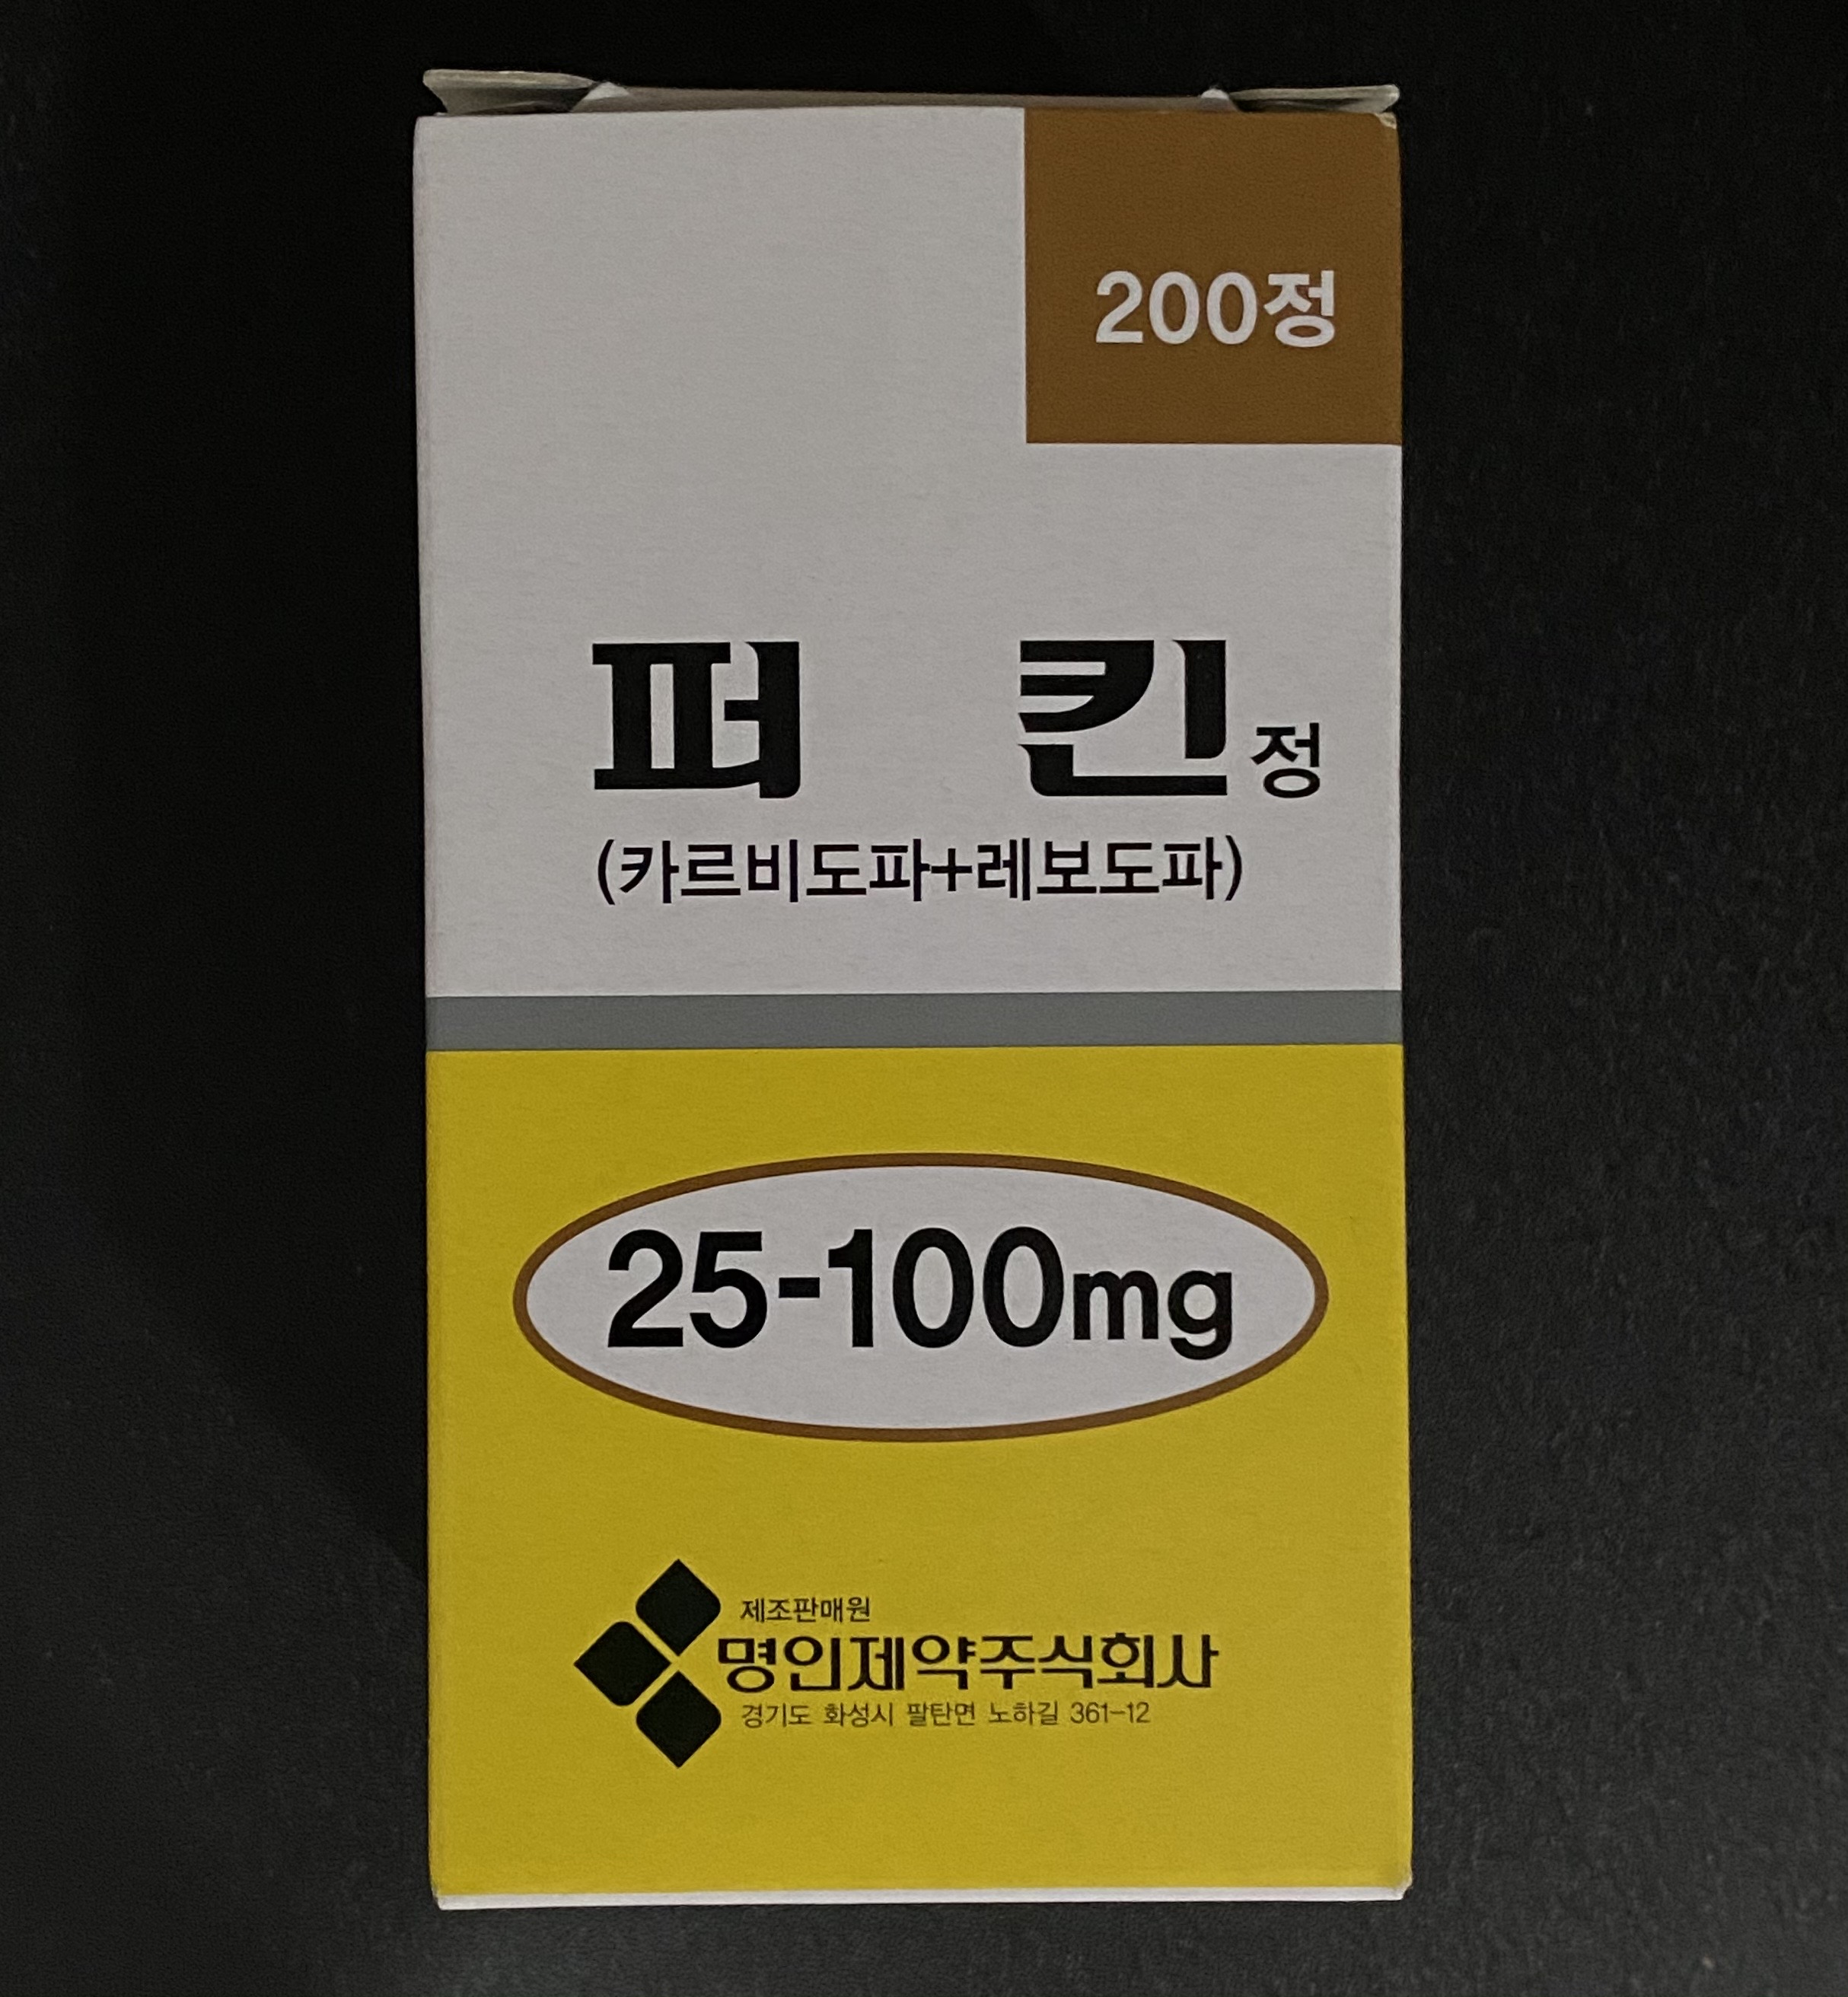 200정
퍼 킨정
(카르비도파+레보도파)
25-100mg
제조판매원
명인제약주식회사
경기도 화성시 팔탄면 노하길 361-12